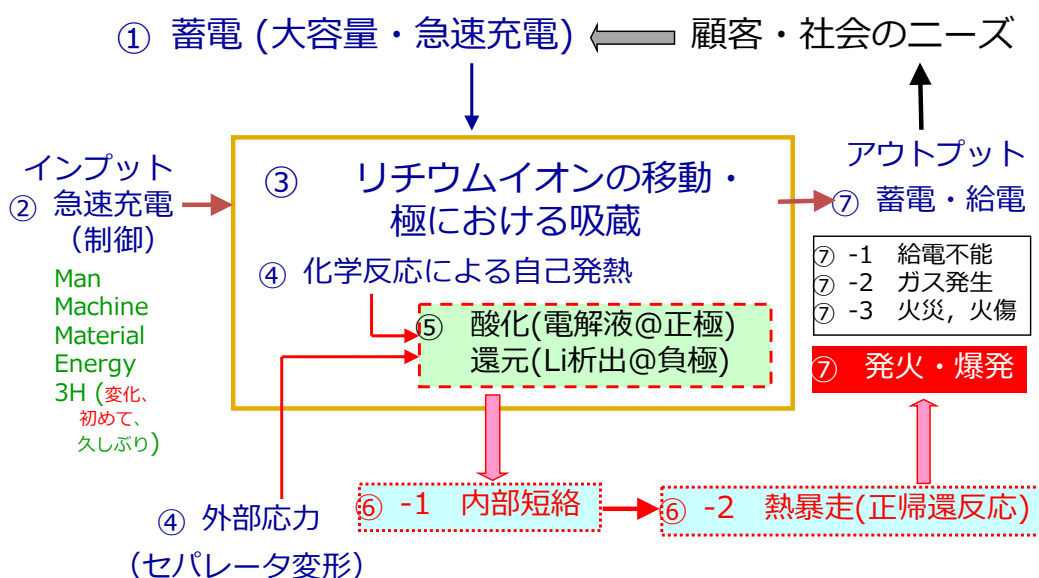 ① 蓄電 (大容量・急速充電)
顧客・社会のニーズ
インプット
② 急速充電
（制御）
Man
Machine
Material
Energy
3H (変化、
初めて、
久しぶり)
③ リチウムイオンの移動・
極における吸蔵
④ 化学反応による自己発熱
⑤ 酸化(電解液@正極)
還元(Li析出@負極)
アウトプット
⑦ 蓄電・給電
⑦ -1 給電不能
⑦ -2 ガス発生
⑦ -3 火災，火傷
⑦ 発火・爆発
⑥ -1 内部短絡
⑥ -2 熱暴走(正帰還反応)
④ 外部応力
（セパレータ変形）